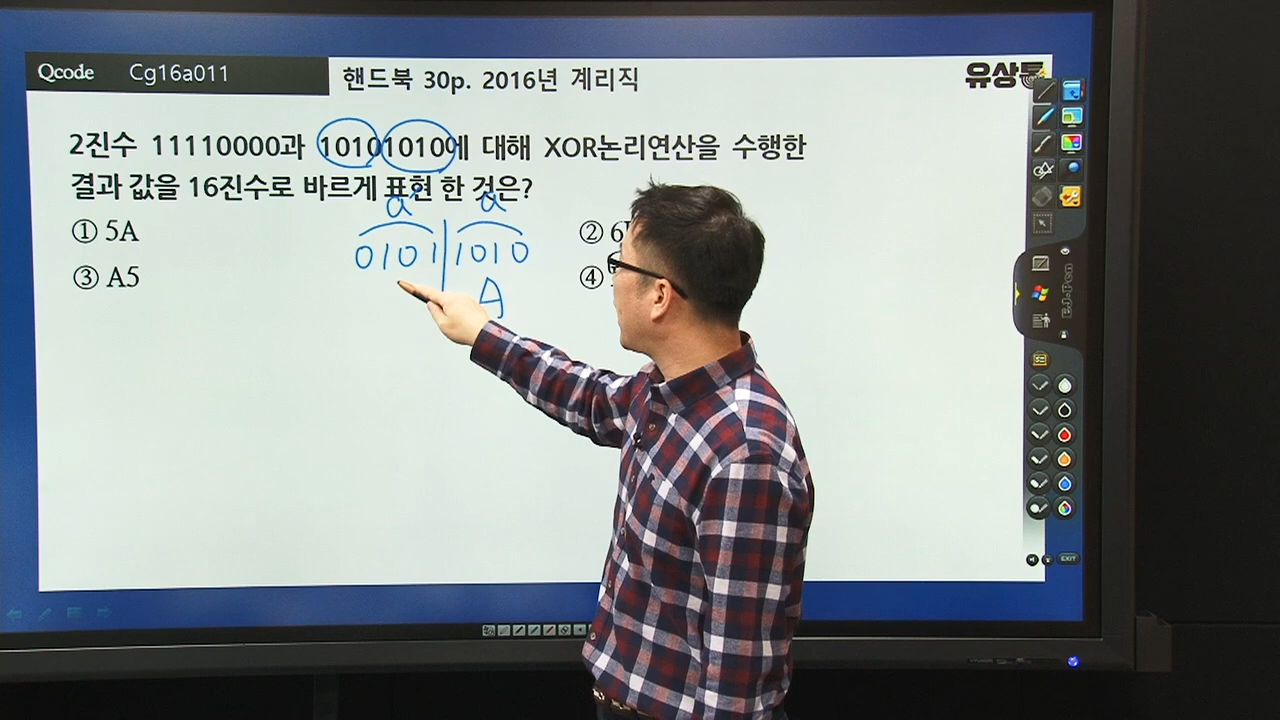 Qcode Cg16a011 핸드북 30p. 2016년 계리직 유상통
2진수 11110000과 10101010에 대해 XOR논리연산을 수행한
결과 값을 16진수로 바르게 표현 한 것은?
a' a
① 5A ② 6
0101 1010
③ A5 ④
A
EJ-Pen
EXIT